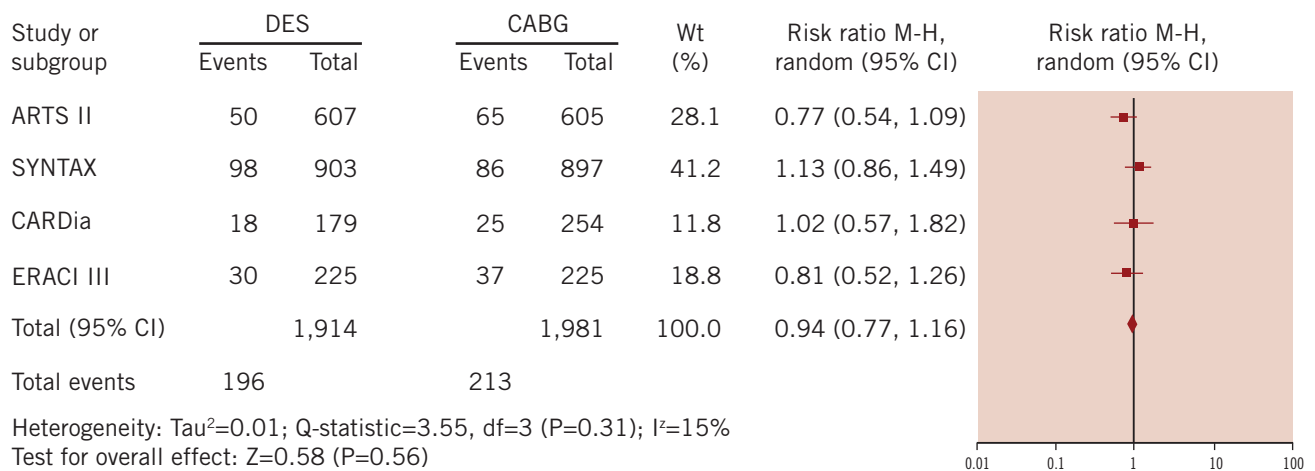 Study or subgroup DES CABG Wt (%) Risk ratio M-H, random (95% CI) Risk ratio M-H, random (95% CI)
Events Total Events Total
ARTS II 50 607 65 605 28.1 0.77 (0.54, 1.09)
SYNTAX 98 903 86 897 41.2 1.13 (0.86, 1.49)
CARDia 18 179 25 254 11.8 1.02 (0.57, 1.82)
ERACI III 30 225 37 225 18.8 0.81 (0.52, 1.26)
Total (95% CI) 1,914 1,981 100.0 0.94 (0.77, 1.16)
Total events 196 213
Heterogeneity: Tau²=0.01; Q-statistic=3.55, df=3 (P=0.31); Iᶻ=15%
Test for overall effect: Z=0.58 (P=0.56)
0.01 0.1 1 10 100